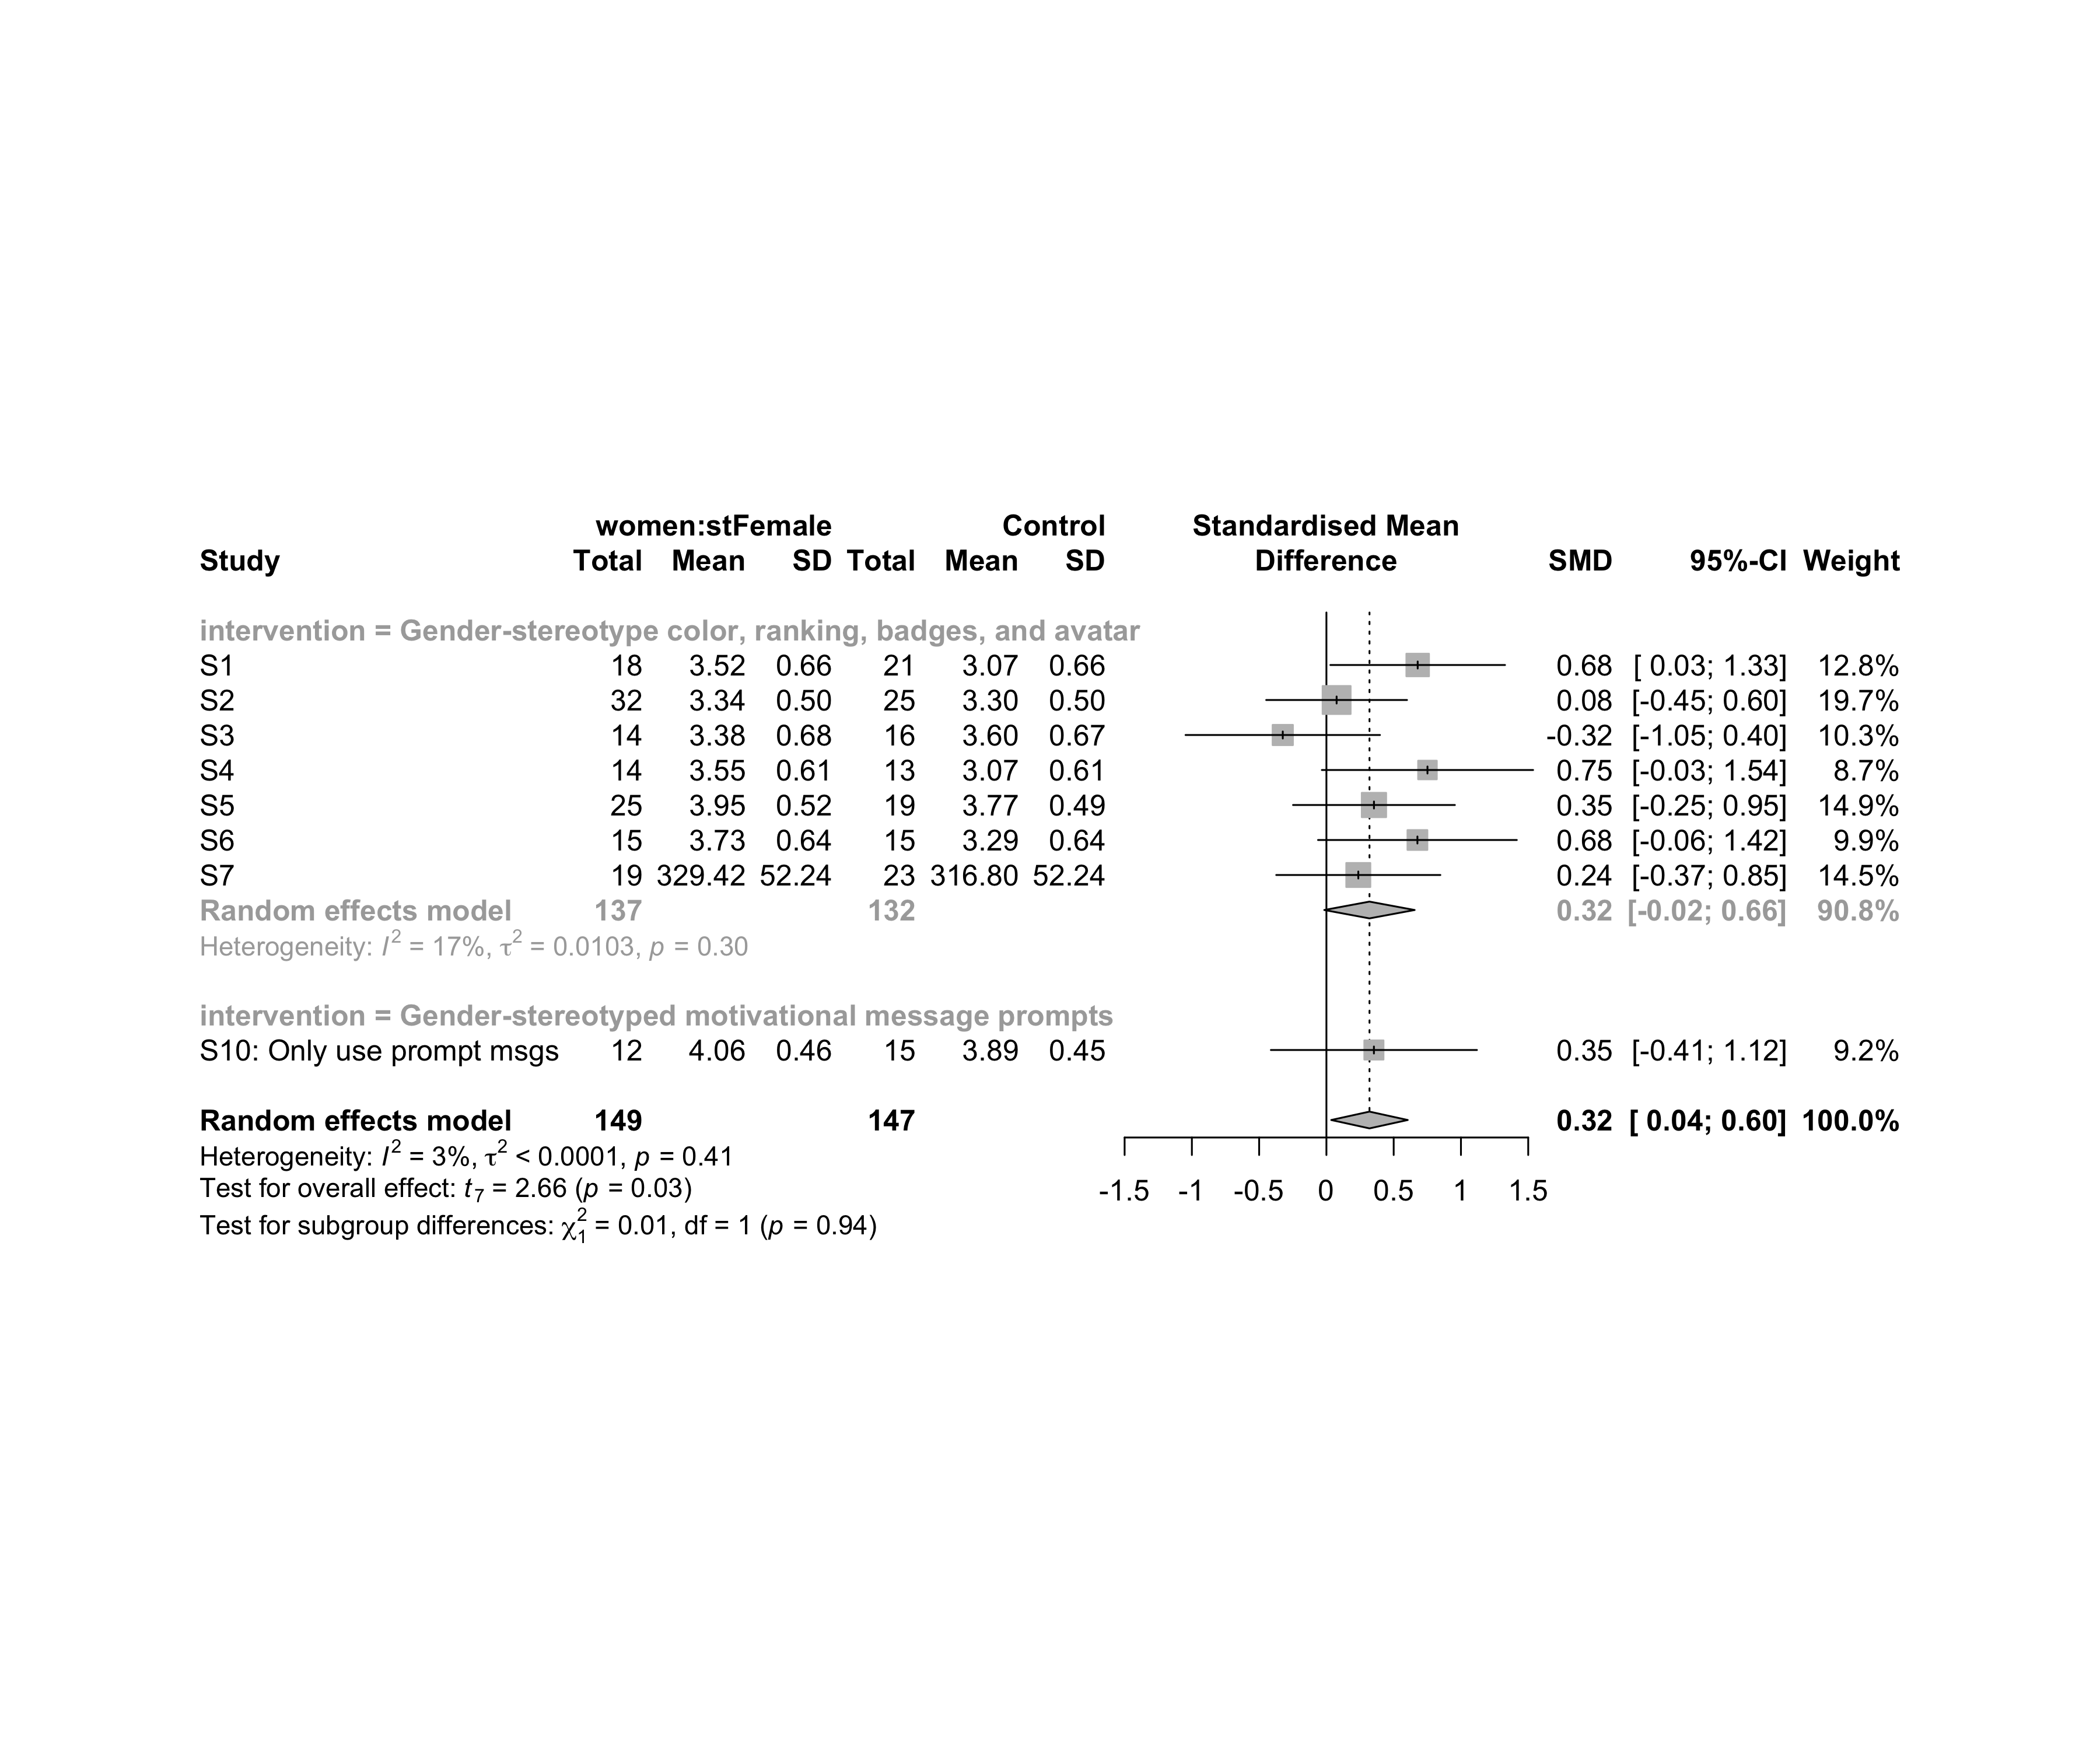 women:stFemale Control Standardised Mean
Study Total Mean SD Total Mean SD Difference SMD 95%-CI Weight
intervention = Gender-stereotype color, ranking, badges, and avatar
S1 18 3.52 0.66 21 3.07 0.66 0.68 [ 0.03; 1.33] 12.8%
S2 32 3.34 0.50 25 3.30 0.50 0.08 [-0.45; 0.60] 19.7%
S3 14 3.38 0.68 16 3.60 0.67 -0.32 [-1.05; 0.40] 10.3%
S4 14 3.55 0.61 13 3.07 0.61 0.75 [-0.03; 1.54] 8.7%
S5 25 3.95 0.52 19 3.77 0.49 0.35 [-0.25; 0.95] 14.9%
S6 15 3.73 0.64 15 3.29 0.64 0.68 [-0.06; 1.42] 9.9%
S7 19 329.42 52.24 23 316.80 52.24 0.24 [-0.37; 0.85] 14.5%
Random effects model 137 132 0.32 [-0.02; 0.66] 90.8%
Heterogeneity: I² = 17%, τ² = 0.0103, p = 0.30
intervention = Gender-stereotyped motivational message prompts
S10: Only use prompt msgs 12 4.06 0.46 15 3.89 0.45 0.35 [-0.41; 1.12] 9.2%
Random effects model 149 147 0.32 [ 0.04; 0.60] 100.0%
Heterogeneity: I² = 3%, τ² < 0.0001, p = 0.41
Test for overall effect: t₇ = 2.66 (p = 0.03)
-1.5 -1 -0.5 0 0.5 1 1.5
Test for subgroup differences: χ²₁ = 0.01, df = 1 (p = 0.94)